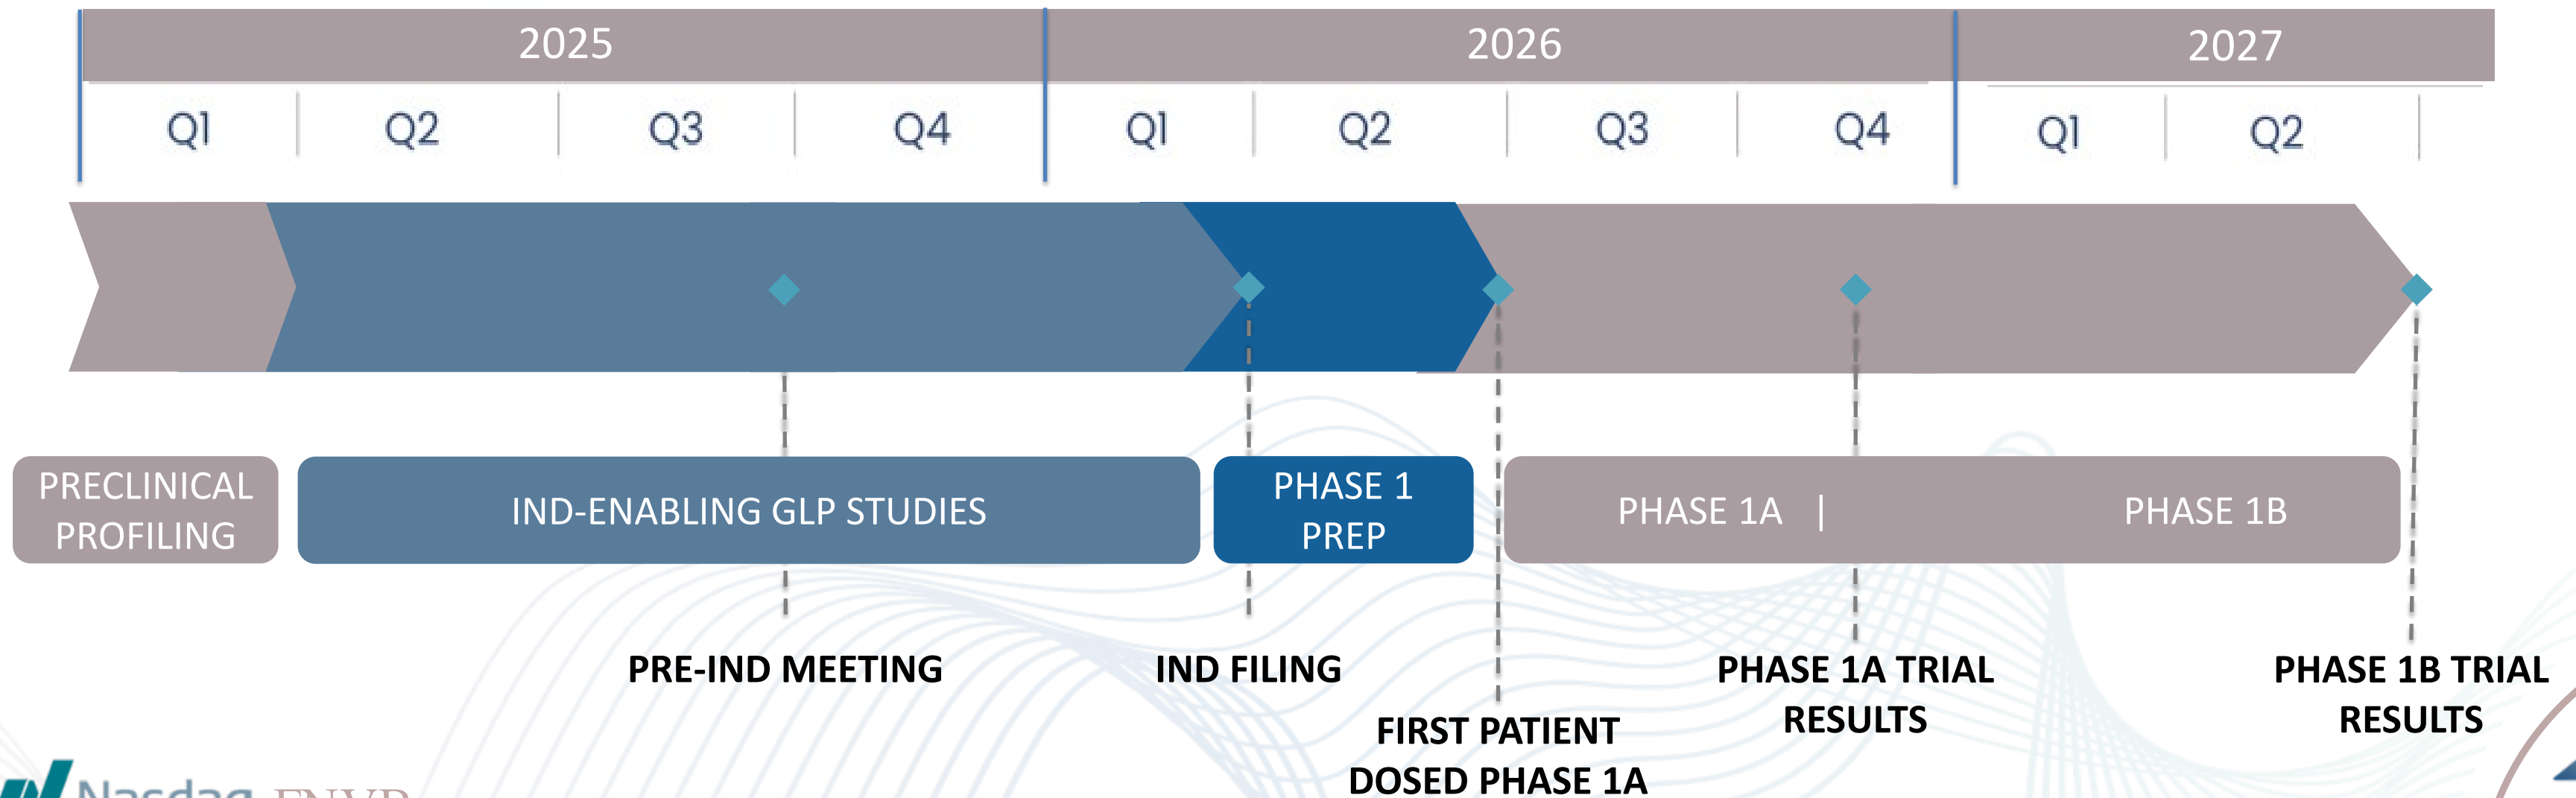 2025 2026 2027
Q1 Q2 Q3 Q4 Q1 Q2 Q3 Q4 Q1 Q2
PRECLINICAL
PROFILING
IND-ENABLING GLP STUDIES
PHASE 1
PREP
PHASE 1A | PHASE 1B
PRE-IND MEETING
IND FILING
FIRST PATIENT
DOSED PHASE 1A
PHASE 1A TRIAL
RESULTS
PHASE 1B TRIAL
RESULTS
Nasdaq ENVB